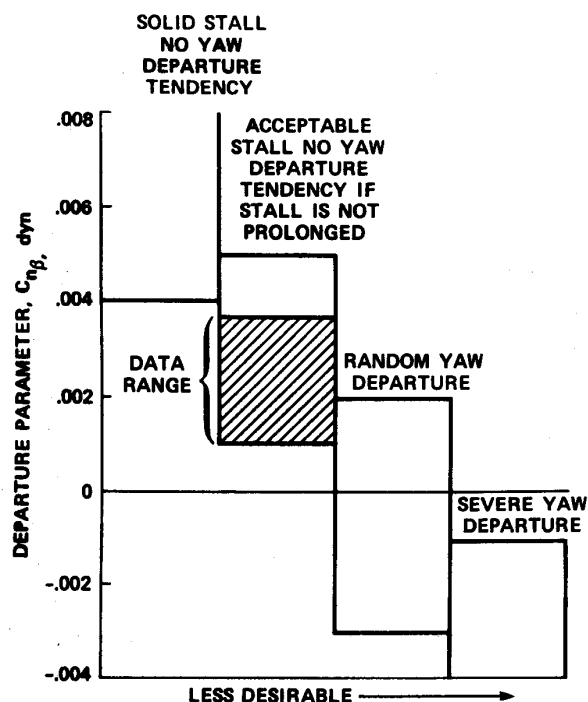 SOLID STALL
NO YAW
DEPARTURE
TENDENCY
.008
ACCEPTABLE
STALL NO YAW
DEPARTURE
TENDENCY IF
STALL IS NOT
PROLONGED
.006
.004
DATA
RANGE
RANDOM YAW
DEPARTURE
.002
0
SEVERE YAW
DEPARTURE
-.002
-.004
DEPARTURE PARAMETER, Cnβ, dyn
LESS DESIRABLE